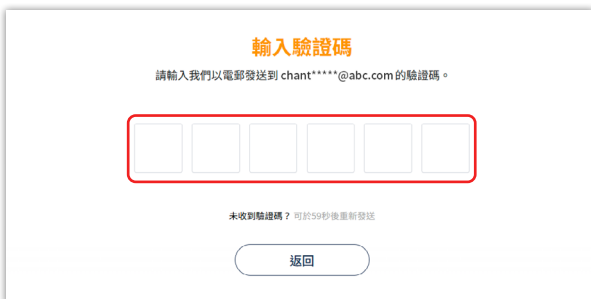 輸入驗證碼
請輸入我們以電郵發送到 chant*****@abc.com 的驗證碼。
未收到驗證碼？ 可於59秒後重新發送
返回